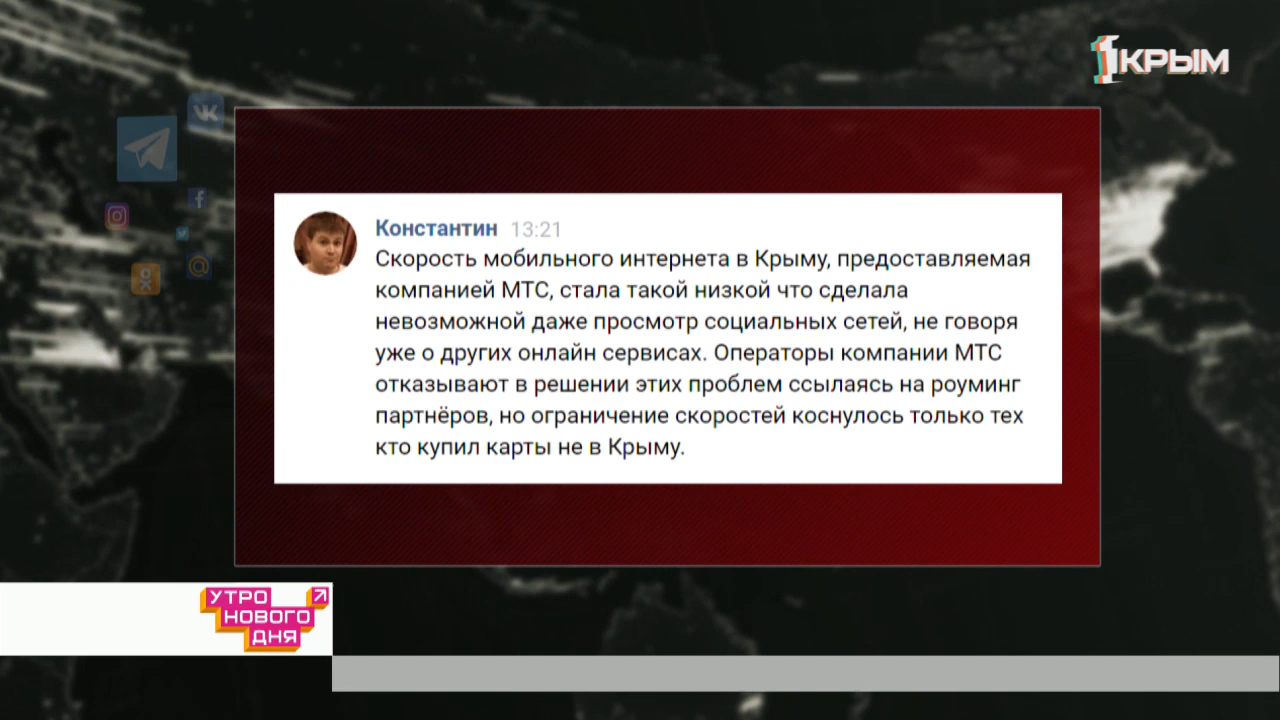 1КРЫМ
Константин 13:21
Скорость мобильного интернета в Крыму, предоставляемая
компанией МТС, стала такой низкой что сделала
невозможной даже просмотр социальных сетей, не говоря
уже о других онлайн сервисах. Операторы компании МТС
отказывают в решении этих проблем ссылаясь на роуминг
партнёров, но ограничение скоростей коснулось только тех
кто купил карты не в Крыму.
УТРО
НОВОГО
ДНЯ